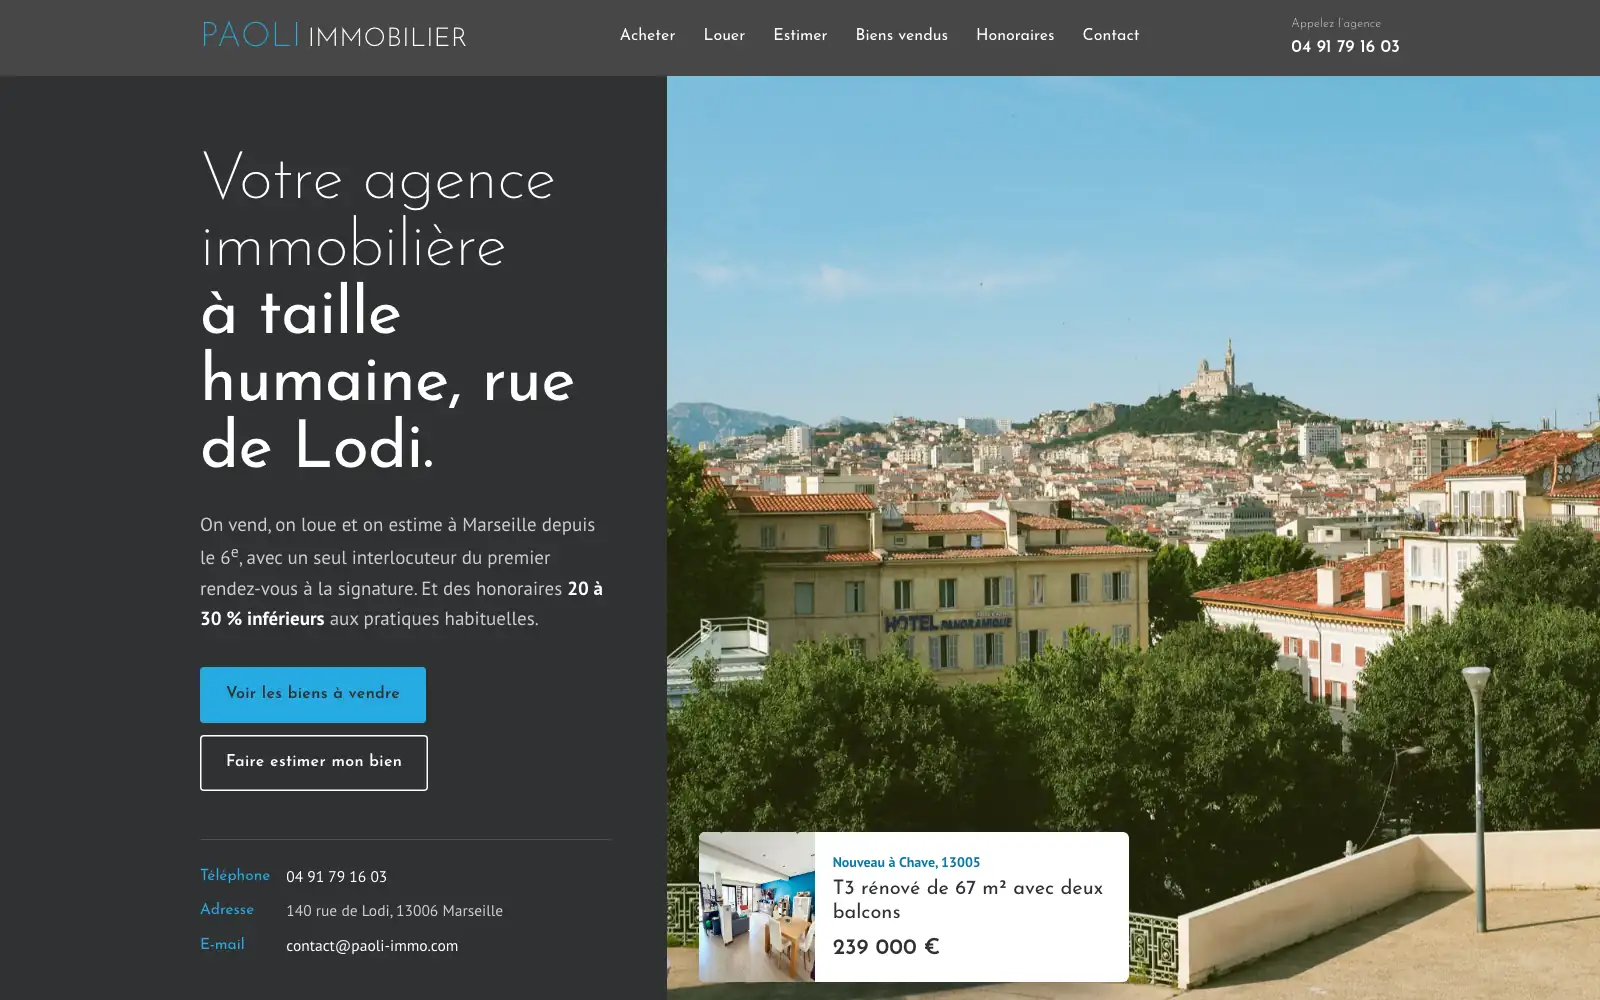 PAOLI IMMOBILIER
Acheter Louer Estimer Biens vendus Honoraires Contact
Appelez l'agence
04 91 79 16 03
Votre agence
immobilière
à taille
humaine, rue
de Lodi.
On vend, on loue et on estime à Marseille depuis
le 6e, avec un seul interlocuteur du premier
rendez-vous à la signature. Et des honoraires 20 à
30 % inférieurs aux pratiques habituelles.
Voir les biens à vendre
Faire estimer mon bien
Téléphone 04 91 79 16 03
Adresse 140 rue de Lodi, 13006 Marseille
E-mail contact@paoli-immo.com
HOTEL PANORAMIQUE
Nouveau à Chave, 13005
T3 rénové de 67 m² avec deux
balcons
239 000 €